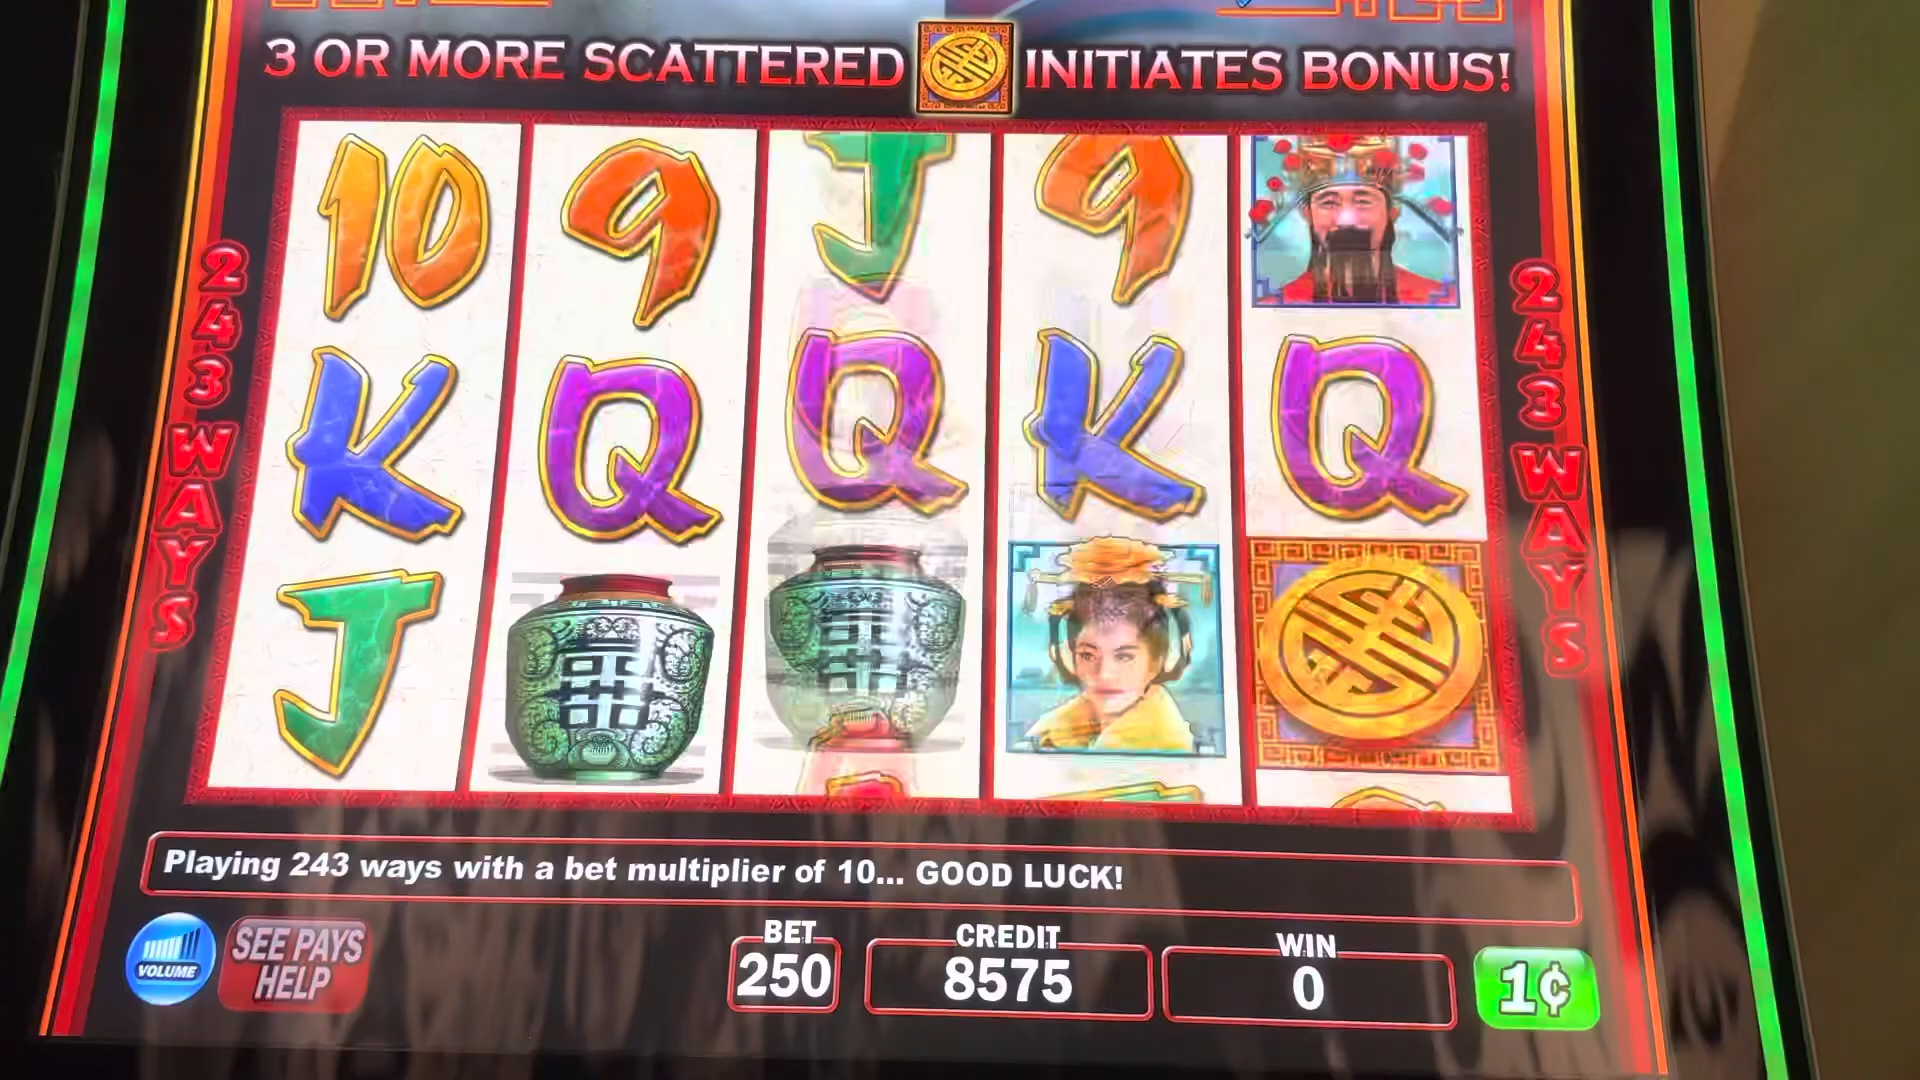 3 OR MORE SCATTERED INITIATES BONUS!
10 9 J 9
K Q Q K Q
J
243 WAYS
243 WAYS
Playing 243 ways with a bet multiplier of 10... GOOD LUCK!
VOLUME
SEE PAYS
HELP
BET
250
CREDIT
8575
WIN
0
1¢